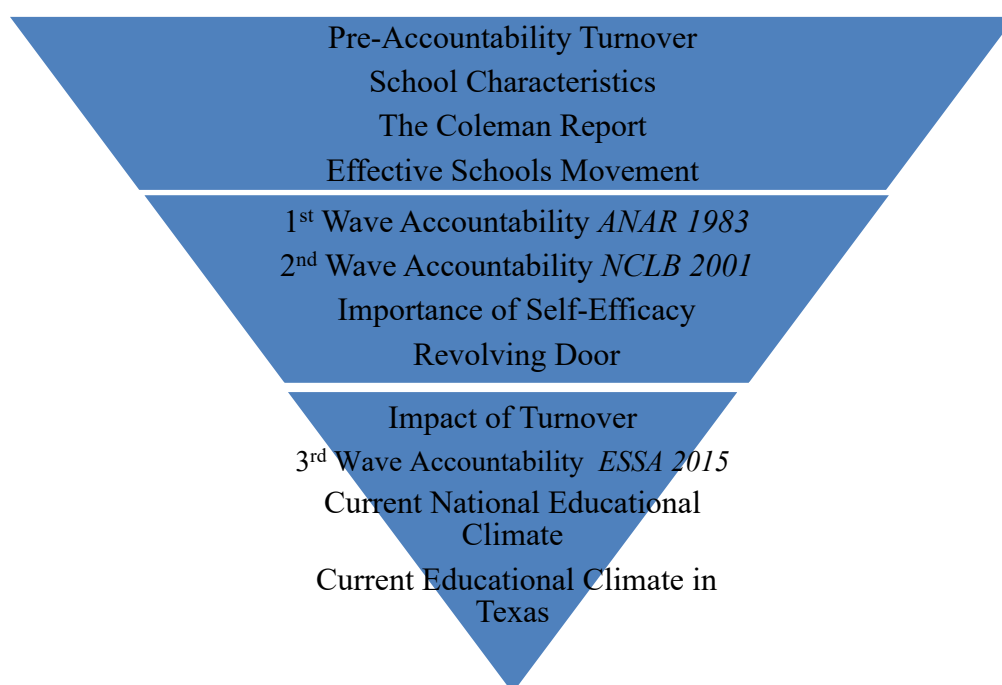 Pre-Accountability Turnover
School Characteristics
The Coleman Report
Effective Schools Movement
1st Wave Accountability ANAR 1983
2nd Wave Accountability NCLB 2001
Importance of Self-Efficacy
Revolving Door
Impact of Turnover
3rd Wave Accountability ESSA 2015
Current National Educational
Climate
Current Educational Climate in
Texas